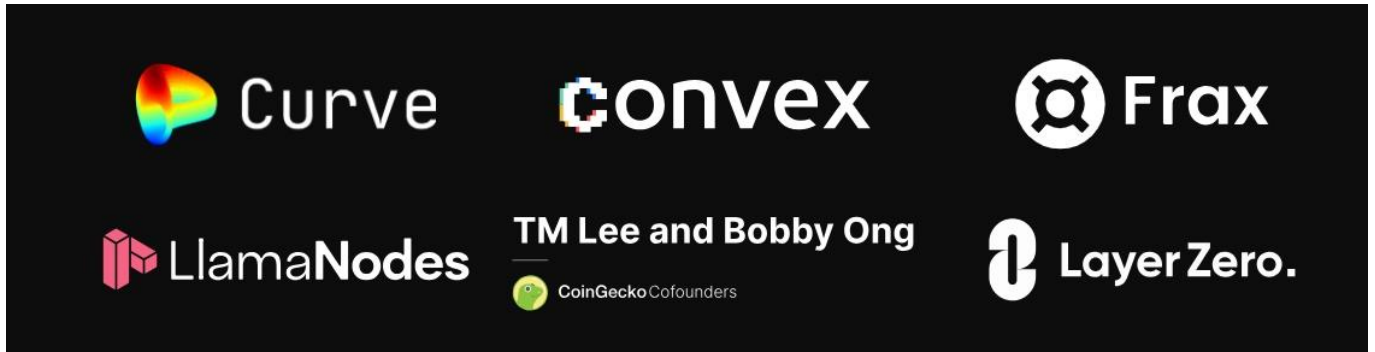 Curve
Convex
Frax
LlamaNodes
TM Lee and Bobby Ong
CoinGecko Cofounders
LayerZero.